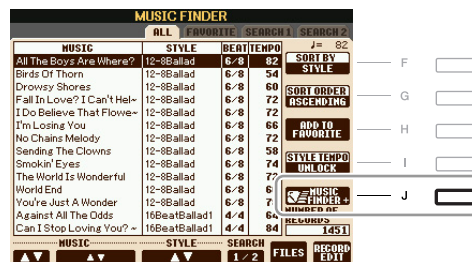 MUSIC FINDER
ALL FAVORITE SEARCH 1 SEARCH 2
MUSIC STYLE BEAT TEMPO ♩= 82
All The Boys Are Where? 12-8Ballad 6/8 82
Birds Of Thorn 12-8Ballad 6/8 54
Drowsy Shores 12-8Ballad 6/8 60
Fall In Love? I Can't Hel~ 12-8Ballad 6/8 72
I Do Believe That Flowe~ 12-8Ballad 6/8 72
I'm Losing You 12-8Ballad 6/8 66
No Chains Melody 12-8Ballad 6/8 72
Sending The Clowns 12-8Ballad 6/8 58
Smokin' Eyes 12-8Ballad 6/8 74
The World Is Wonderful 12-8Ballad 6/8 72
World End 12-8Ballad 6/8
You're Just A Wonder 12-8Ballad 6/8
Against All The Odds 16BeatBallad1 4/4
Can I Stop Loving You? ~ 16BeatBallad1 4/4 84
SORT BY
STYLE
F
SORT ORDER
ASCENDING
G
ADD TO
FAVORITE
H
STYLE TEMPO
UNLOCK
I
MUSIC
FINDER +
J
NUMBER OF
RECORDS
1451
MUSIC STYLE SEARCH
1/2 FILES RECORD
EDIT